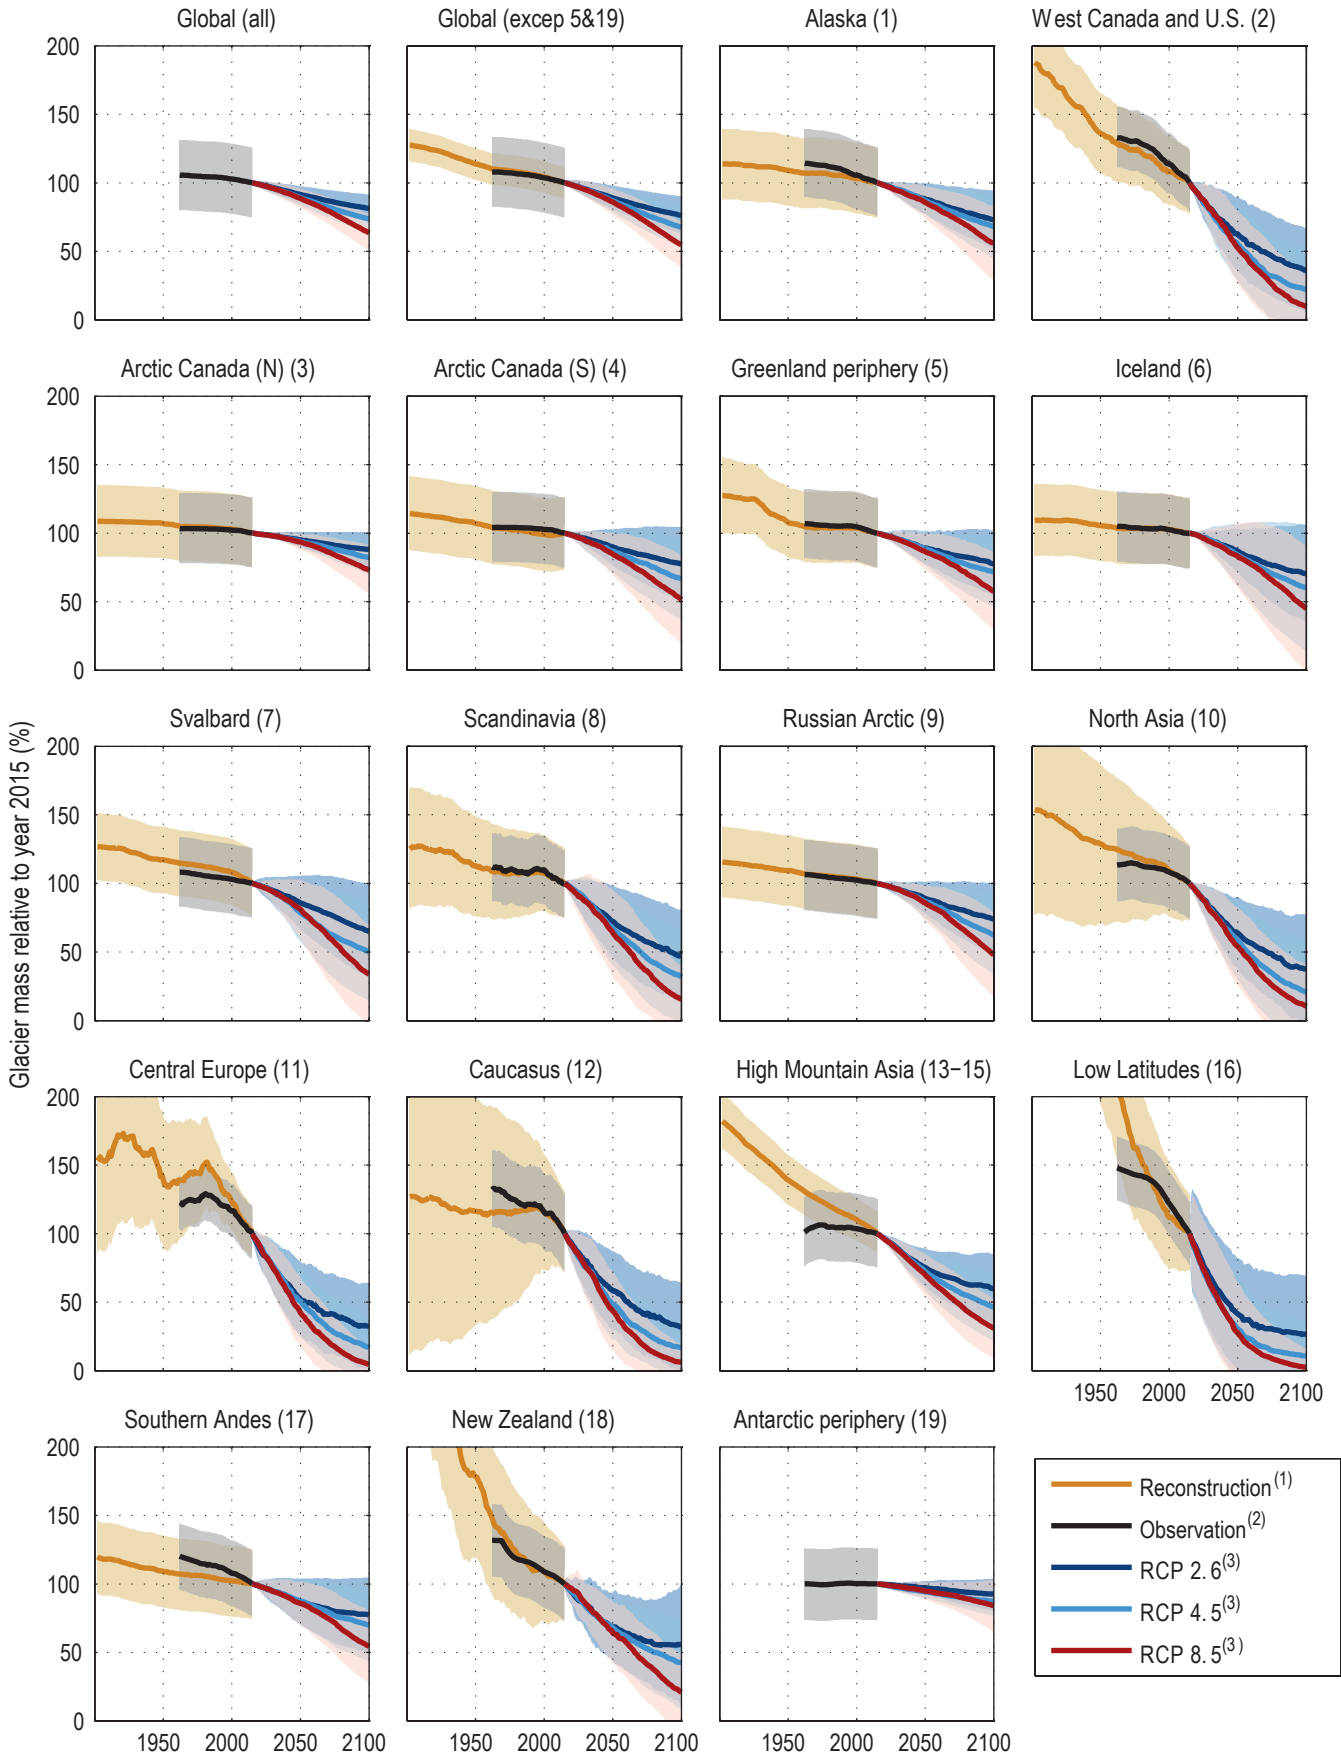 Global (all)
Global (excep 5&19)
Alaska (1)
West Canada and U.S. (2)
200
150
100
50
0
Arctic Canada (N) (3)
Arctic Canada (S) (4)
Greenland periphery (5)
Iceland (6)
200
150
100
50
0
Glacier mass relative to year 2015 (%)
Svalbard (7)
Scandinavia (8)
Russian Arctic (9)
North Asia (10)
200
150
100
50
0
Central Europe (11)
Caucasus (12)
High Mountain Asia (13−15)
Low Latitudes (16)
200
150
100
50
0
1950 2000 2050 2100
Southern Andes (17)
New Zealand (18)
Antarctic periphery (19)
200
150
100
50
0
1950 2000 2050 2100
1950 2000 2050 2100
1950 2000 2050 2100
Reconstruction(1)
Observation(2)
RCP 2.6(3)
RCP 4.5(3)
RCP 8.5(3)